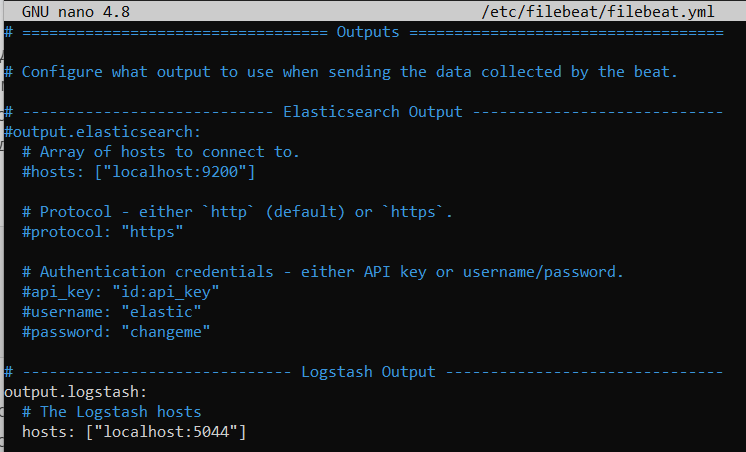 GNU nano 4.8 /etc/filebeat/filebeat.yml
# ================================== Outputs ===================================
# Configure what output to use when sending the data collected by the beat.
# ---------------------------- Elasticsearch Output ----------------------------
#output.elasticsearch:
# Array of hosts to connect to.
#hosts: ["localhost:9200"]
# Protocol - either `http` (default) or `https`.
#protocol: "https"
# Authentication credentials - either API key or username/password.
#api_key: "id:api_key"
#username: "elastic"
#password: "changeme"
# ------------------------------ Logstash Output -------------------------------
output.logstash:
# The Logstash hosts
hosts: ["localhost:5044"]